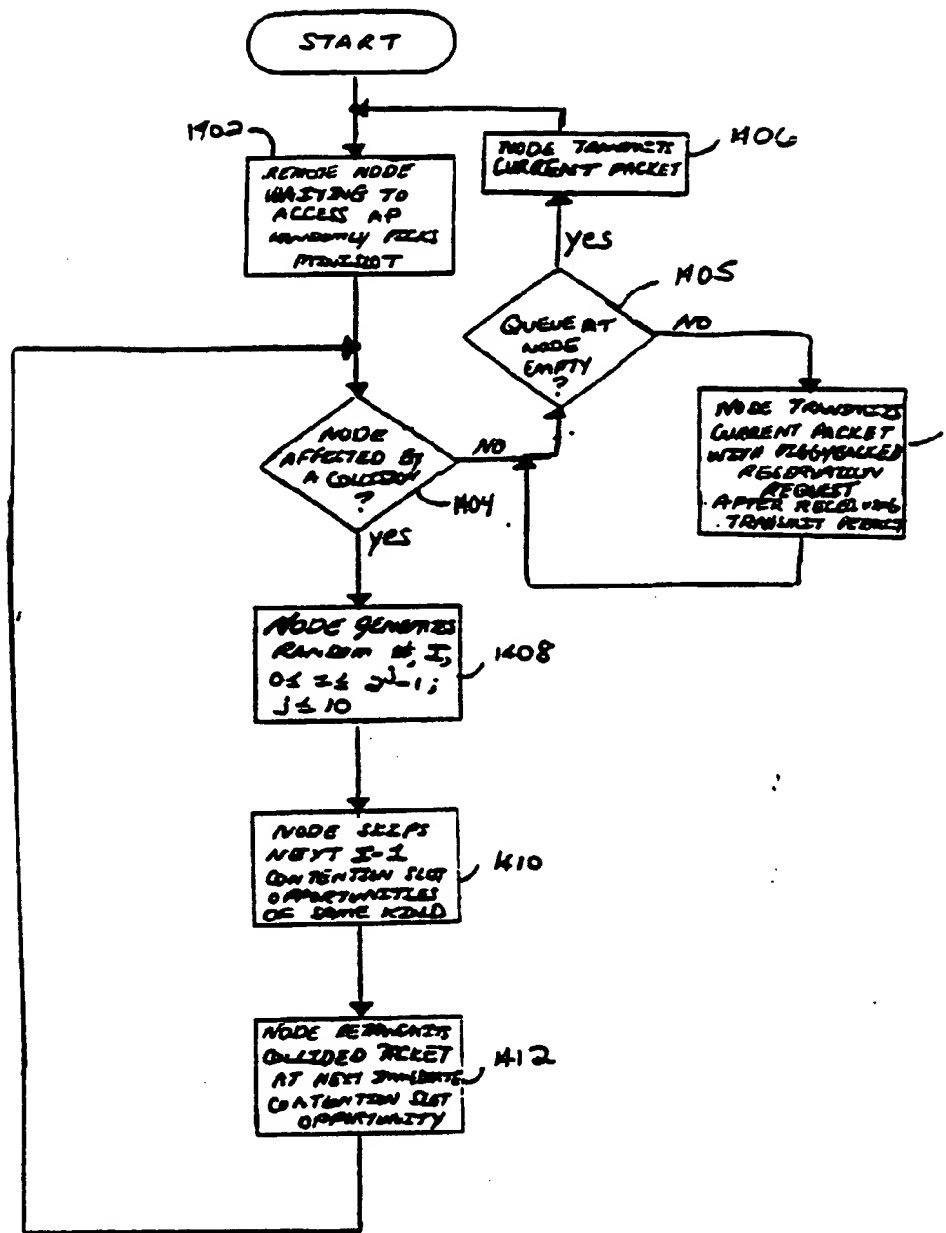 START
1402
REMOTE NODE
WAITING TO
ACCESS AP
RANDOMLY PICKS
MINISLOT
NODE TRANSMITS
CURRENT PACKET
1406
yes
1405
QUEUE AT
NODE
EMPTY
?
NO
NODE TRANSMITS
CURRENT PACKET
WITH PIGGYBACKED
RESERVATION
REQUEST
AFTER RECEIVING
TRANSMIT PERMIT
NODE
AFFECTED BY
A COLLISION
?
NO
1404
yes
NODE GENERATES
RANDOM #, I,
0≤ I≤ 2^j-1;
j≤ 10
1408
NODE SKIPS
NEXT I-1
CONTENTION SLOT
OPPORTUNITIES
OF SAME KIND
1410
NODE RETRANSMITS
COLLIDED PACKET
AT NEXT IMMEDIATE
CONTENTION SLOT
OPPORTUNITY
1412